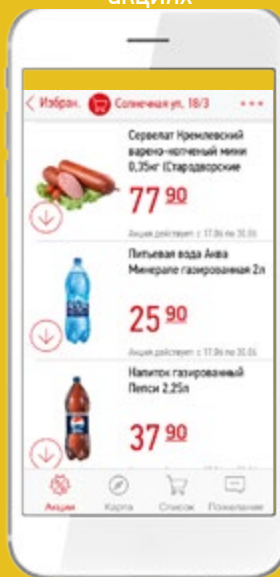 акциях
Избран. Солнечная ул. 18/3
Сервелат Кремлевский
варено-копченый мини
0,35кг (Стародворские
77 90
Акция действует с 17.06 по 30.06
Питьевая вода Аква
Минерале газированная 2л
25 90
Акция действует с 17.06 по 30.06
Напиток газированный
Пепси 2,25л
37 90
Акции Карта Список Пожелание